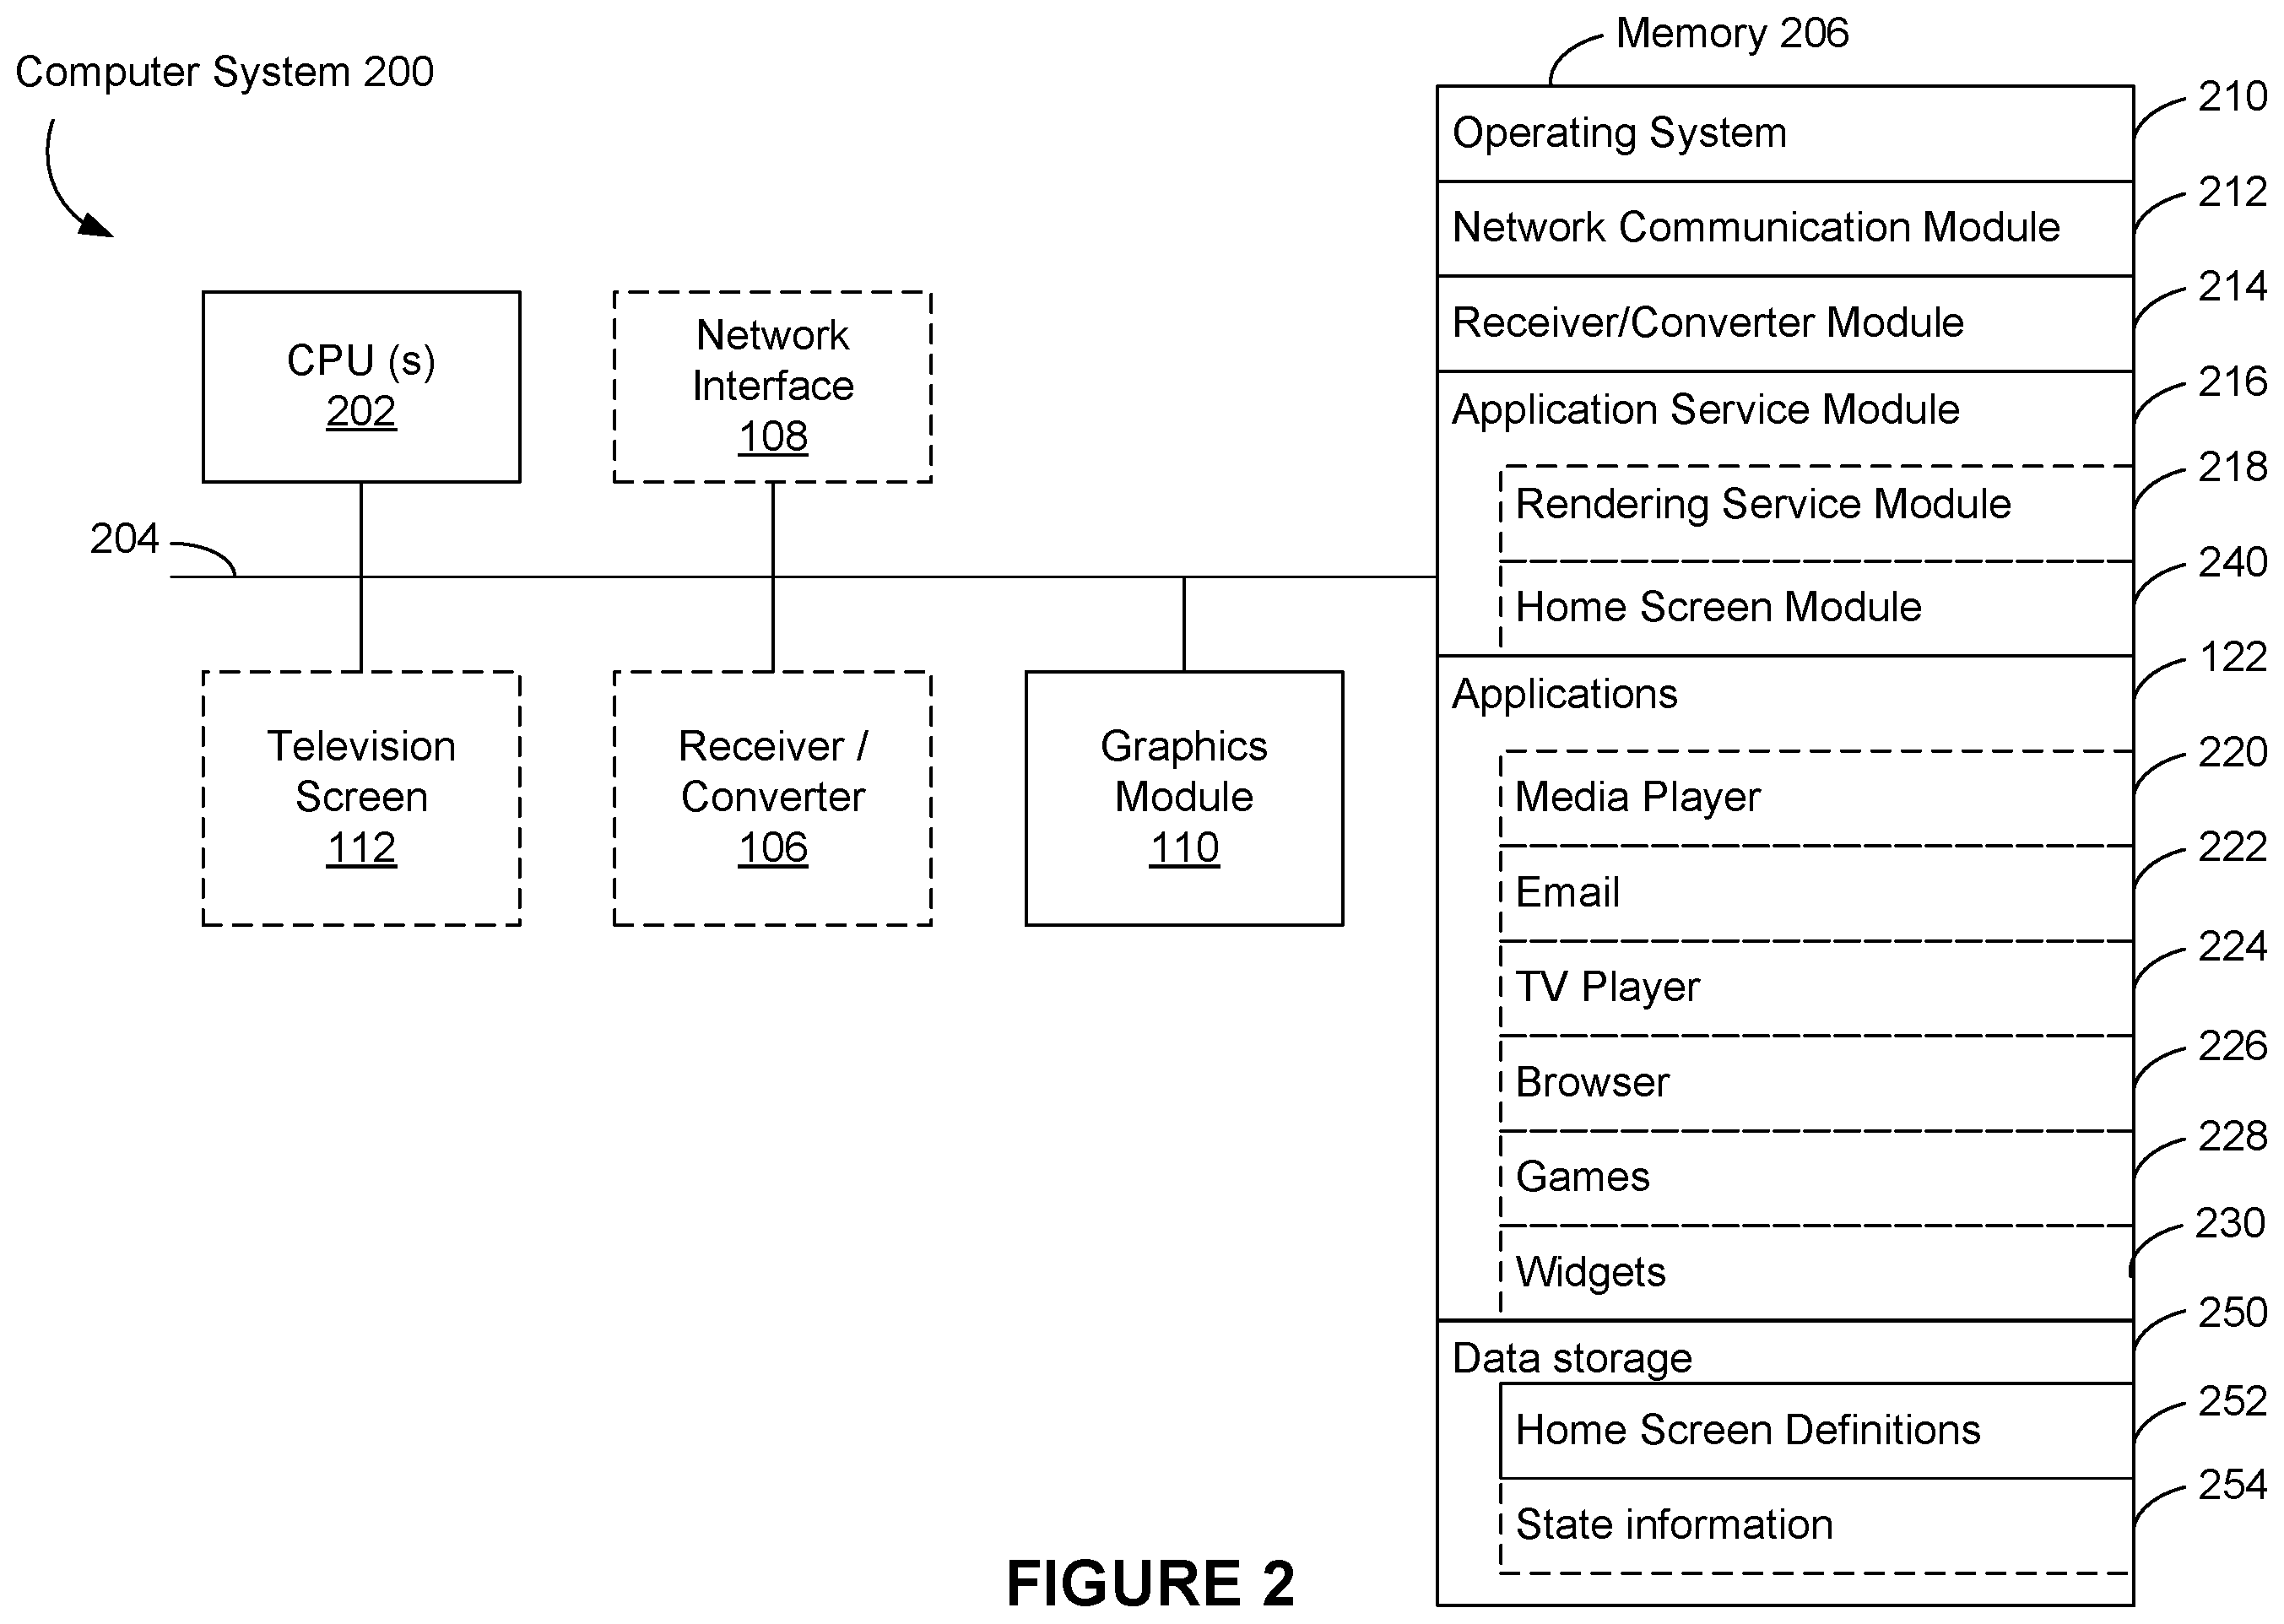 Computer System 200
CPU (s)
202
Network
Interface
108
204
Television
Screen
112
Receiver /
Converter
106
Graphics
Module
110
Memory 206
Operating System
210
Network Communication Module
212
Receiver/Converter Module
214
Application Service Module
216
Rendering Service Module
218
Home Screen Module
240
Applications
122
Media Player
220
Email
222
TV Player
224
Browser
226
Games
228
Widgets
230
Data storage
250
Home Screen Definitions
252
State information
254
FIGURE 2